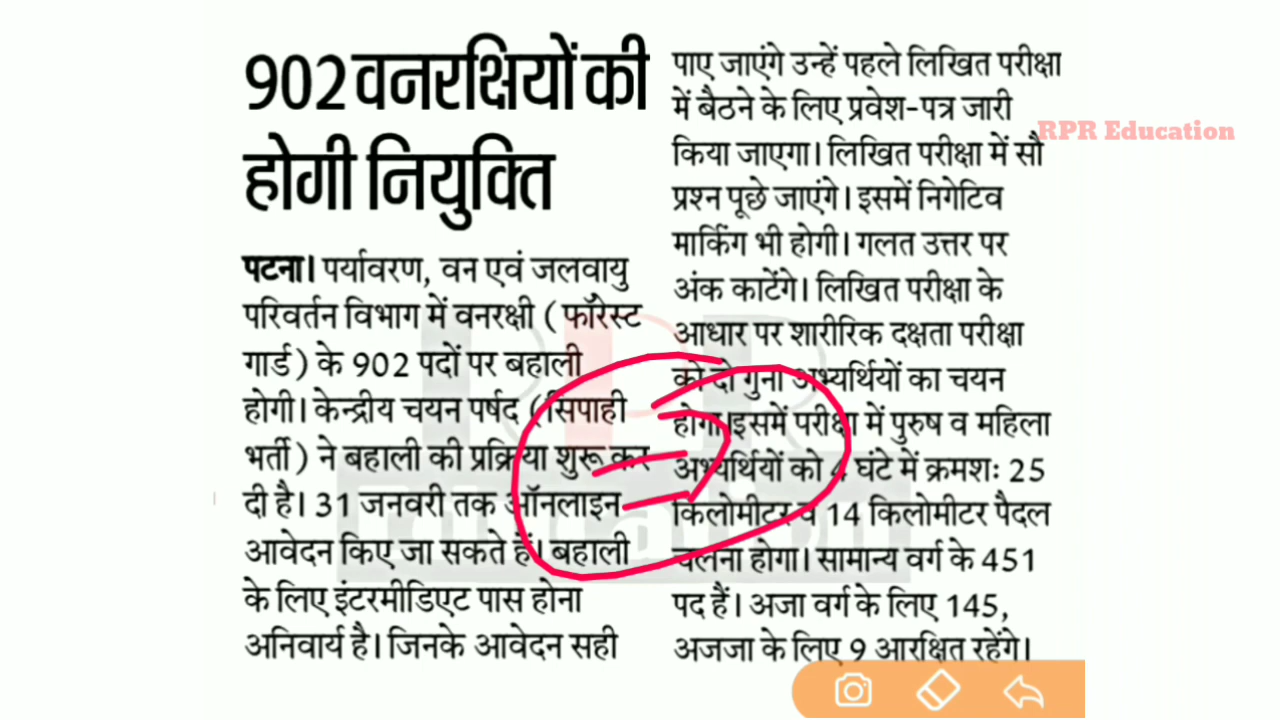 902 वनरक्षियों की
होगी नियुक्ति
पटना। पर्यावरण, वन एवं जलवायु
परिवर्तन विभाग में वनरक्षी ( फॉरेस्ट
गार्ड ) के 902 पदों पर बहाली
होगी। केन्द्रीय चयन पर्षद (सिपाही
भर्ती ) ने बहाली की प्रक्रिया शुरू कर
दी है। 31 जनवरी तक ऑनलाइन
आवेदन किए जा सकते हैं। बहाली
के लिए इंटरमीडिएट पास होना
अनिवार्य है। जिनके आवेदन सही
पाए जाएंगे उन्हें पहले लिखित परीक्षा
में बैठने के लिए प्रवेश-पत्र जारी
किया जाएगा। लिखित परीक्षा में सौ
प्रश्न पूछे जाएंगे। इसमें निगेटिव
मार्किंग भी होगी। गलत उत्तर पर
अंक काटेंगे। लिखित परीक्षा के
आधार पर शारीरिक दक्षता परीक्षा
को दो गुना अभ्यर्थियों का चयन
होगा। इसमें परीक्षा में पुरुष व महिला
अभ्यर्थियों को 4 घंटे में क्रमशः 25
किलोमीटर व 14 किलोमीटर पैदल
चलना होगा। सामान्य वर्ग के 451
पद हैं। अजा वर्ग के लिए 145,
अजजा के लिए 9 आरक्षित रहेंगे।
RPR Education
RPR
Education